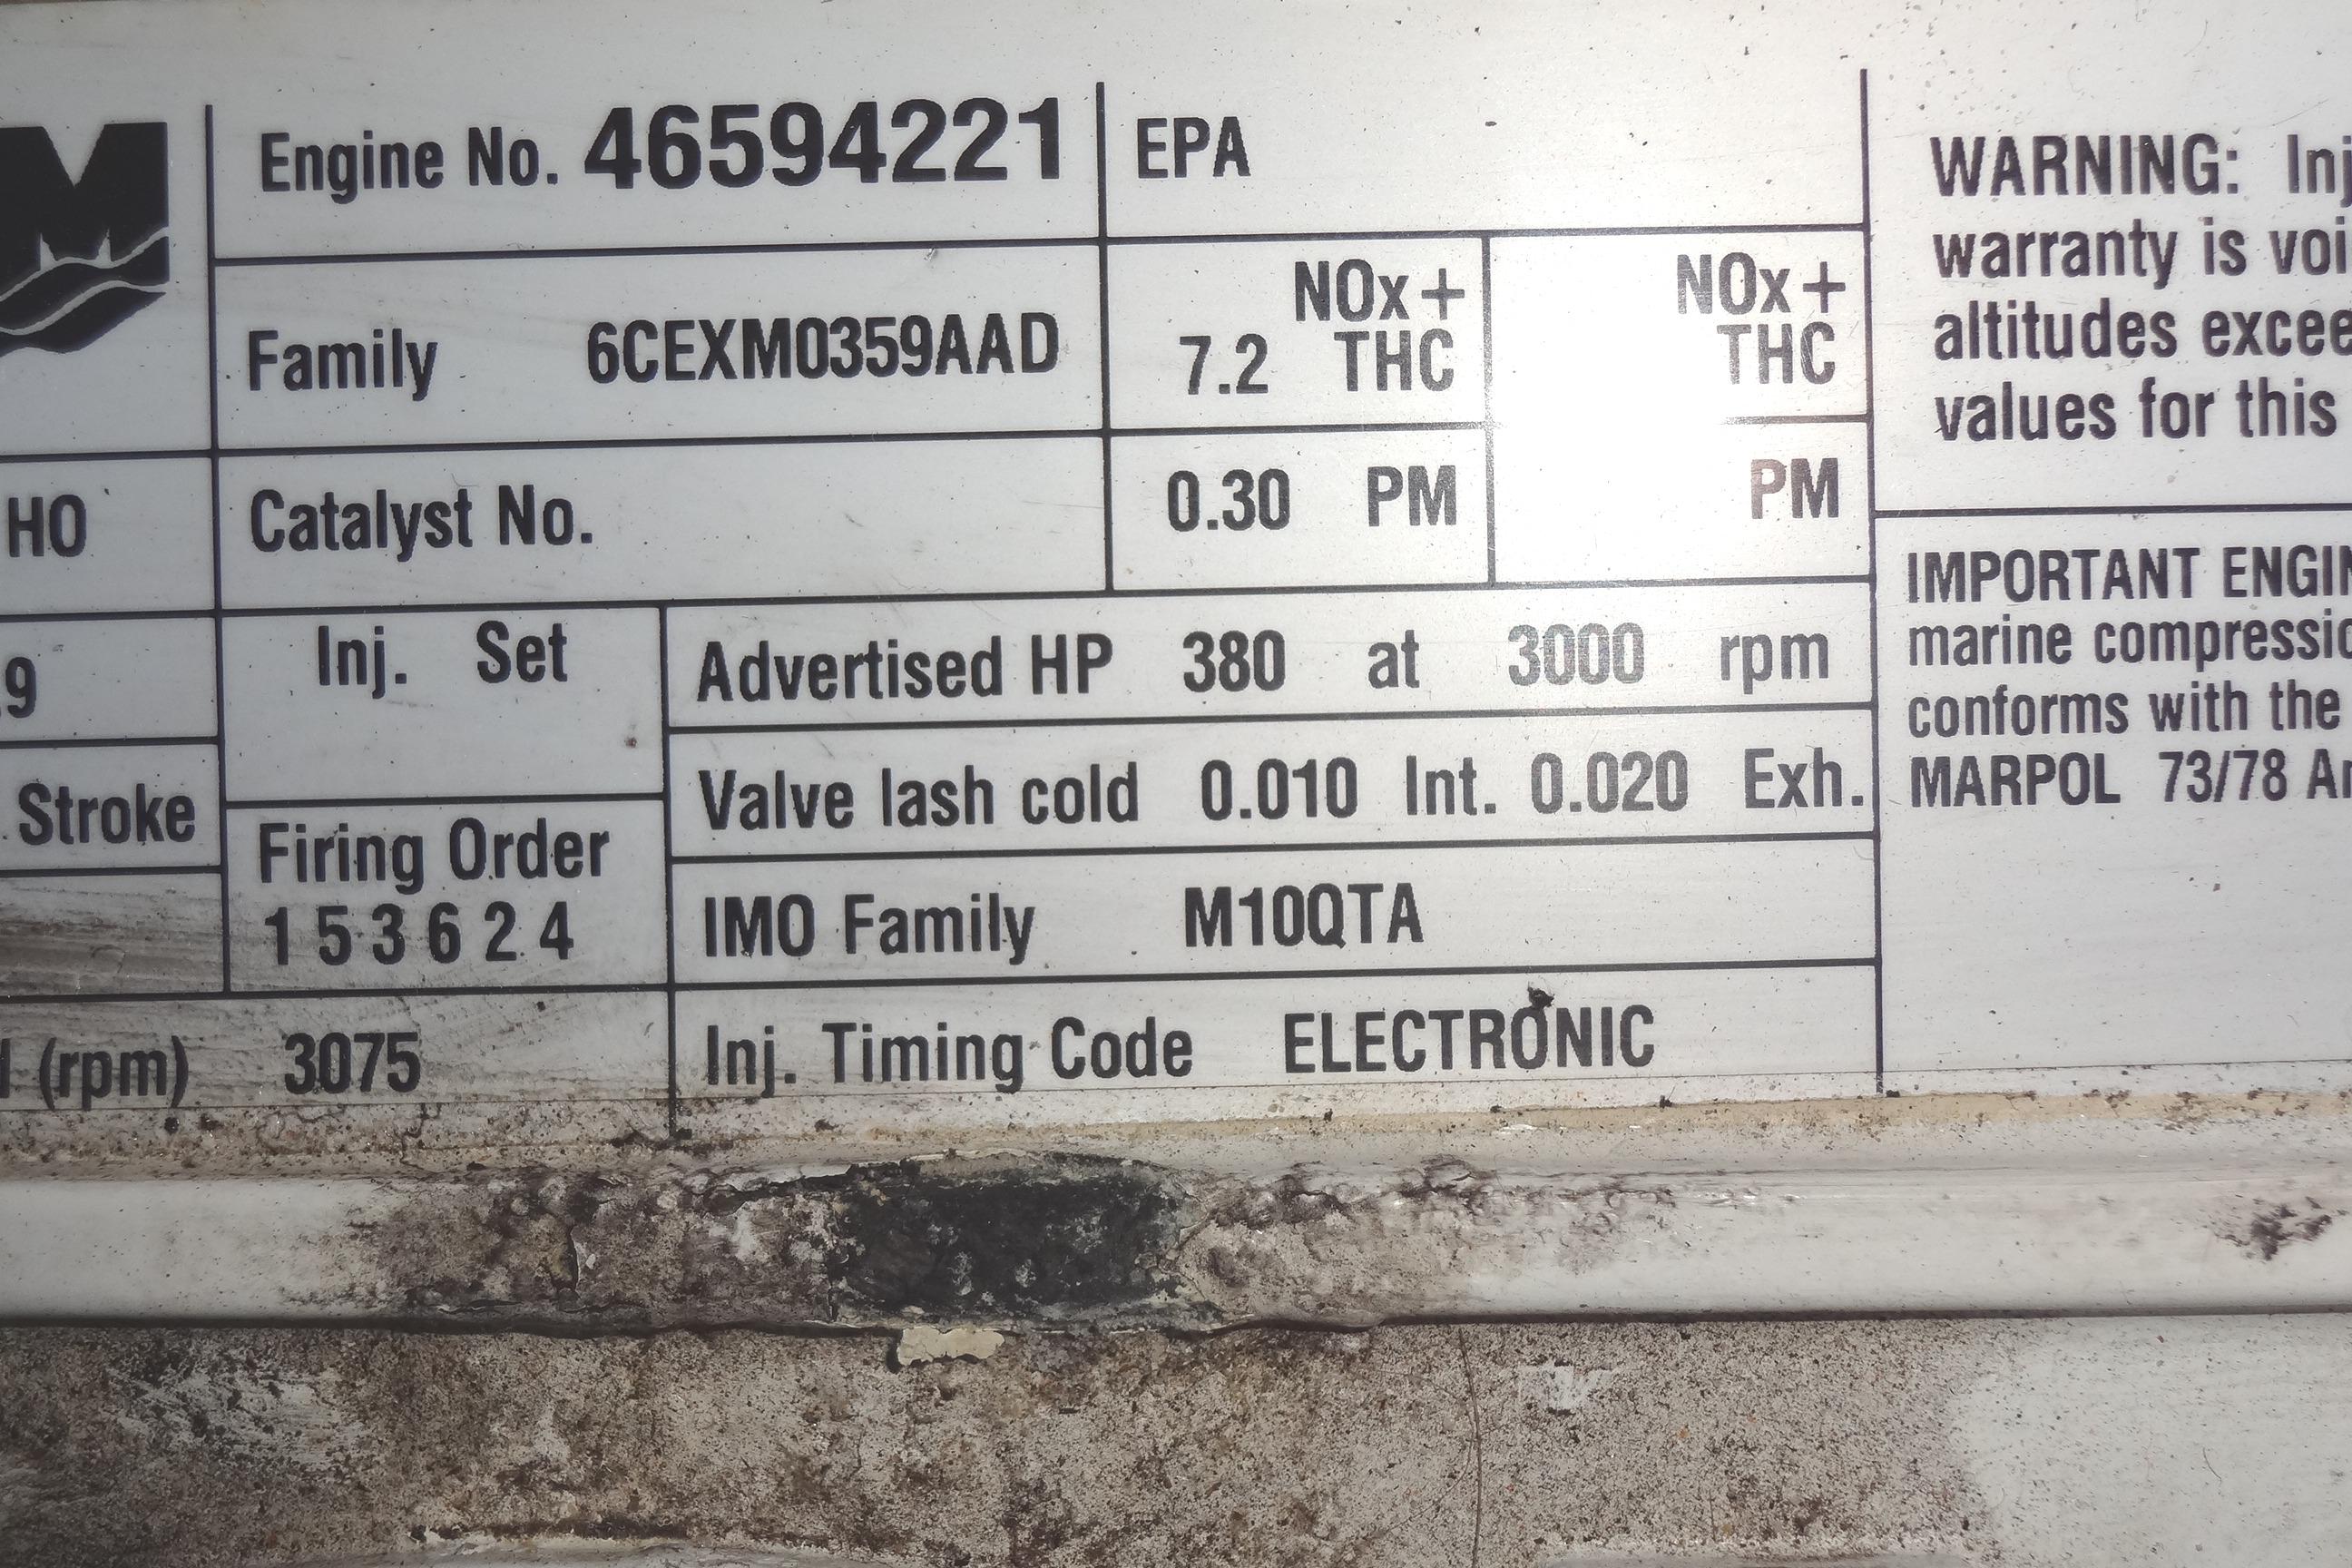 M
Engine No. 46594221
EPA
Family 6CEXM0359AAD
7.2 NOx + THC
NOx + THC
HO
Catalyst No.
0.30 PM
PM
.9
Inj. Set
Advertised HP 380 at 3000 rpm
Stroke
Valve lash cold 0.010 Int. 0.020 Exh.
Firing Order
1 5 3 6 2 4
IMO Family M10QTA
(rpm) 3075
Inj. Timing Code ELECTRONIC
WARNING: Inj
warranty is voi
altitudes excee
values for this
IMPORTANT ENGIN
marine compressio
conforms with the
MARPOL 73/78 An